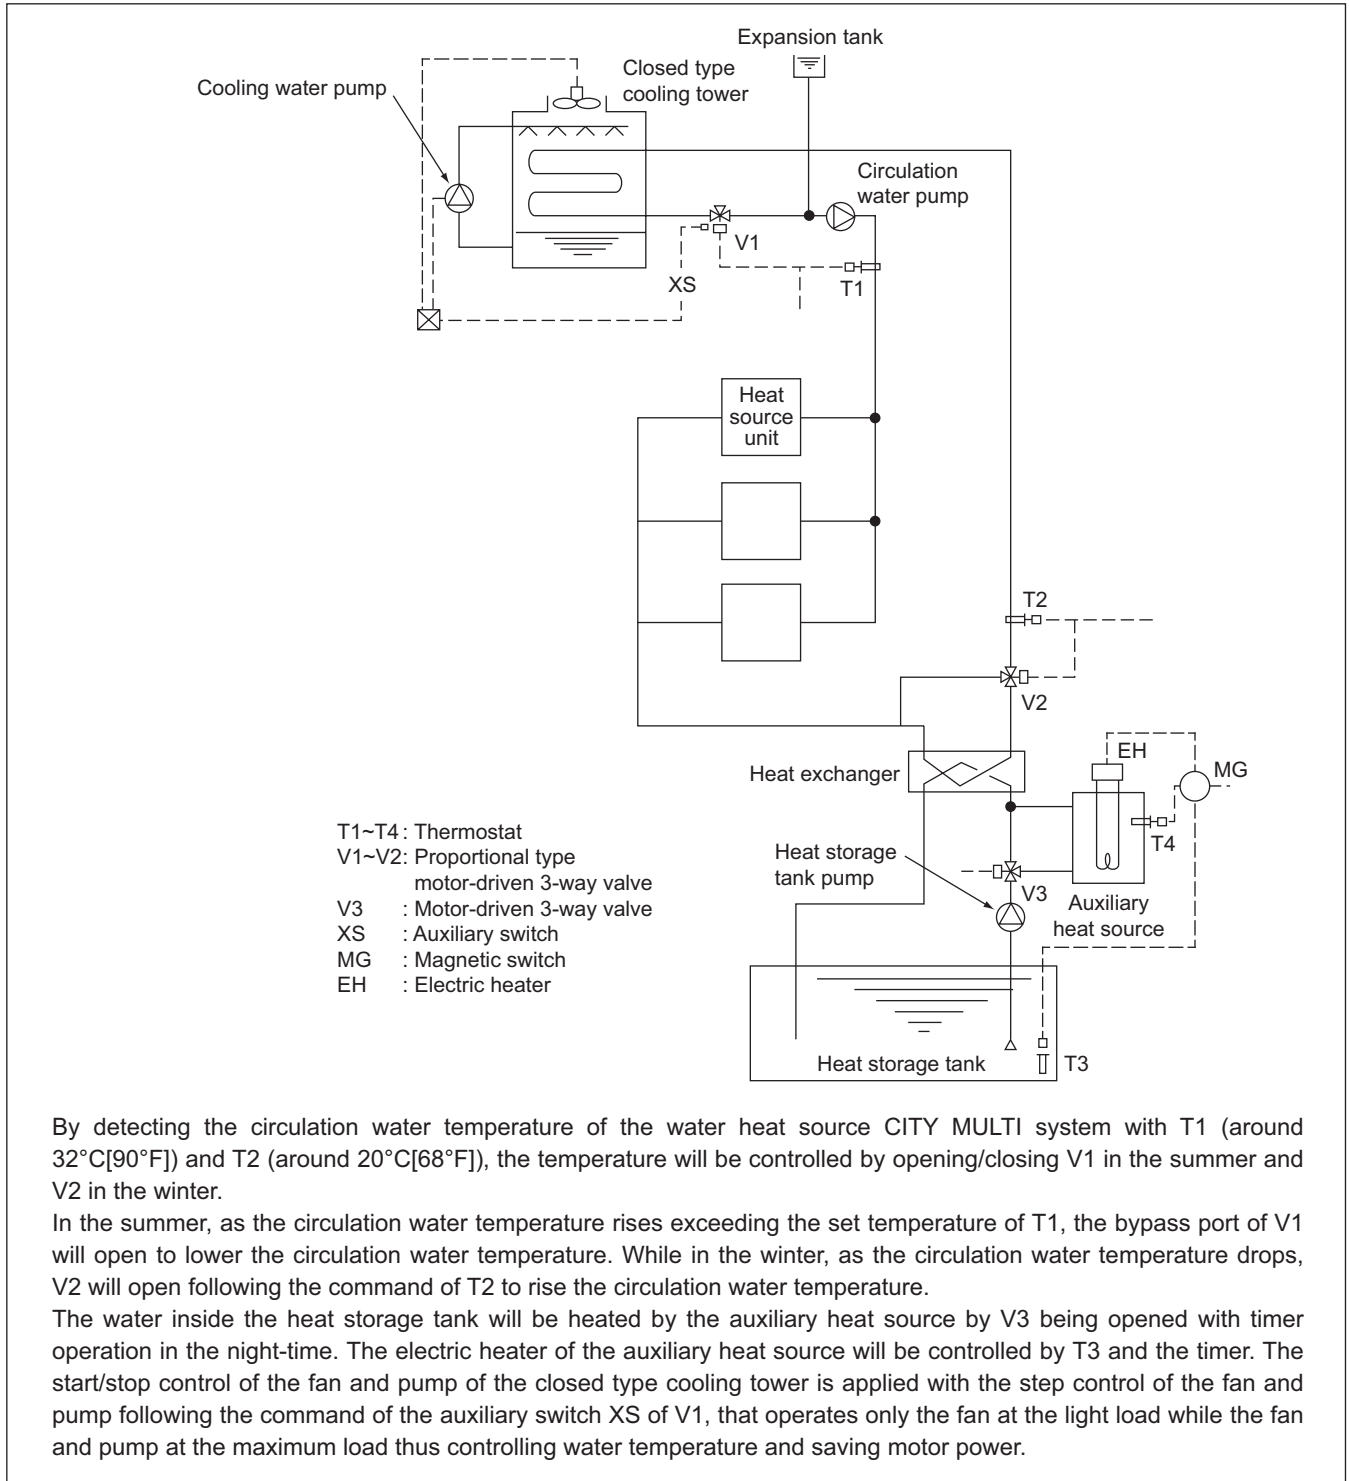 Expansion tank
Closed type
cooling tower
Cooling water pump
Circulation
water pump
V1
XS
T1
Heat
source
unit
T2
V2
EH
Heat exchanger
MG
T4
Heat storage
tank pump
V3
Auxiliary
heat source
T1~T4 : Thermostat
V1~V2 : Proportional type
motor-driven 3-way valve
V3 : Motor-driven 3-way valve
XS : Auxiliary switch
MG : Magnetic switch
EH : Electric heater
Heat storage tank
T3
By detecting the circulation water temperature of the water heat source CITY MULTI system with T1 (around
32°C[90°F]) and T2 (around 20°C[68°F]), the temperature will be controlled by opening/closing V1 in the summer and
V2 in the winter.
In the summer, as the circulation water temperature rises exceeding the set temperature of T1, the bypass port of V1
will open to lower the circulation water temperature. While in the winter, as the circulation water temperature drops,
V2 will open following the command of T2 to rise the circulation water temperature.
The water inside the heat storage tank will be heated by the auxiliary heat source by V3 being opened with timer
operation in the night-time. The electric heater of the auxiliary heat source will be controlled by T3 and the timer. The
start/stop control of the fan and pump of the closed type cooling tower is applied with the step control of the fan and
pump following the command of the auxiliary switch XS of V1, that operates only the fan at the light load while the fan
and pump at the maximum load thus controlling water temperature and saving motor power.